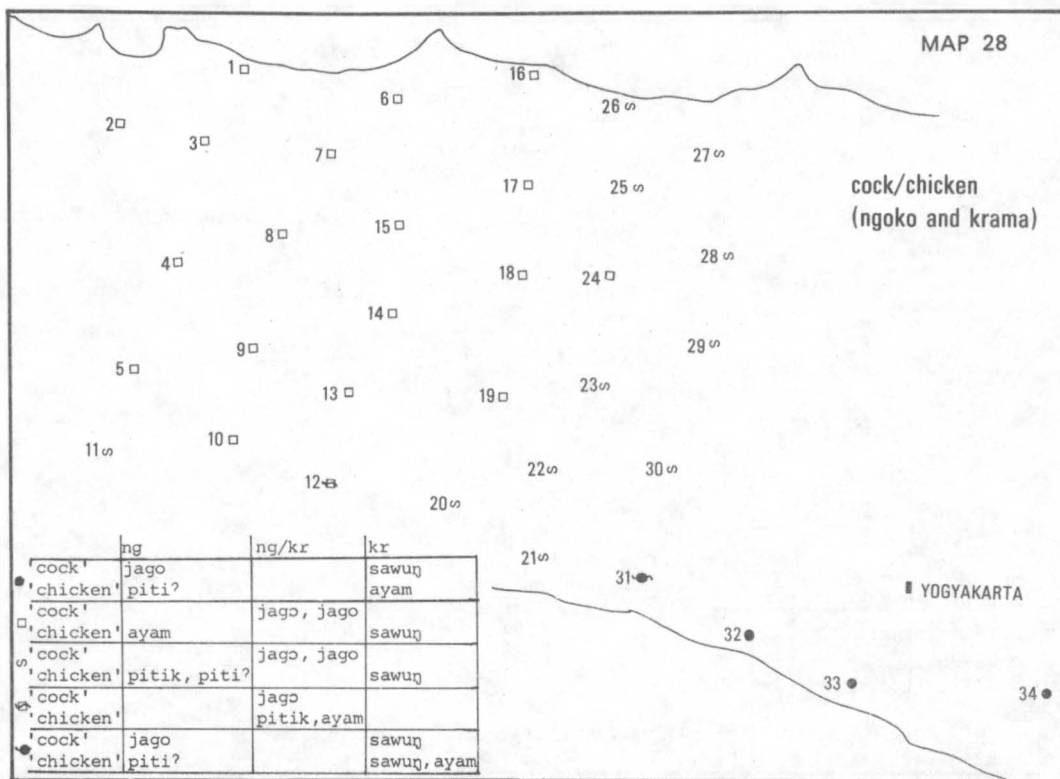 MAP 28
1
16
6
26 S
2
3
7
27 S
cock/chicken
(ngoko and krama)
17
25 S
15
8
28 S
4
18
24
14
9
29 S
5
13
19
23 S
10
11 S
22 S
30 S
12
20 S
21 S
31
YOGYAKARTA
32
33
34
ng ng/kr kr
'cock' jago sawuŋ
'chicken' pitiʔ ayam
'cock' jagɔ, jago
'chicken' ayam sawuŋ
S 'cock' jagɔ, jago
'chicken' pitik, pitiʔ sawuŋ
'cock' jagɔ
'chicken' pitik,ayam
'cock' jago sawuŋ
'chicken' pitiʔ sawuŋ,ayam